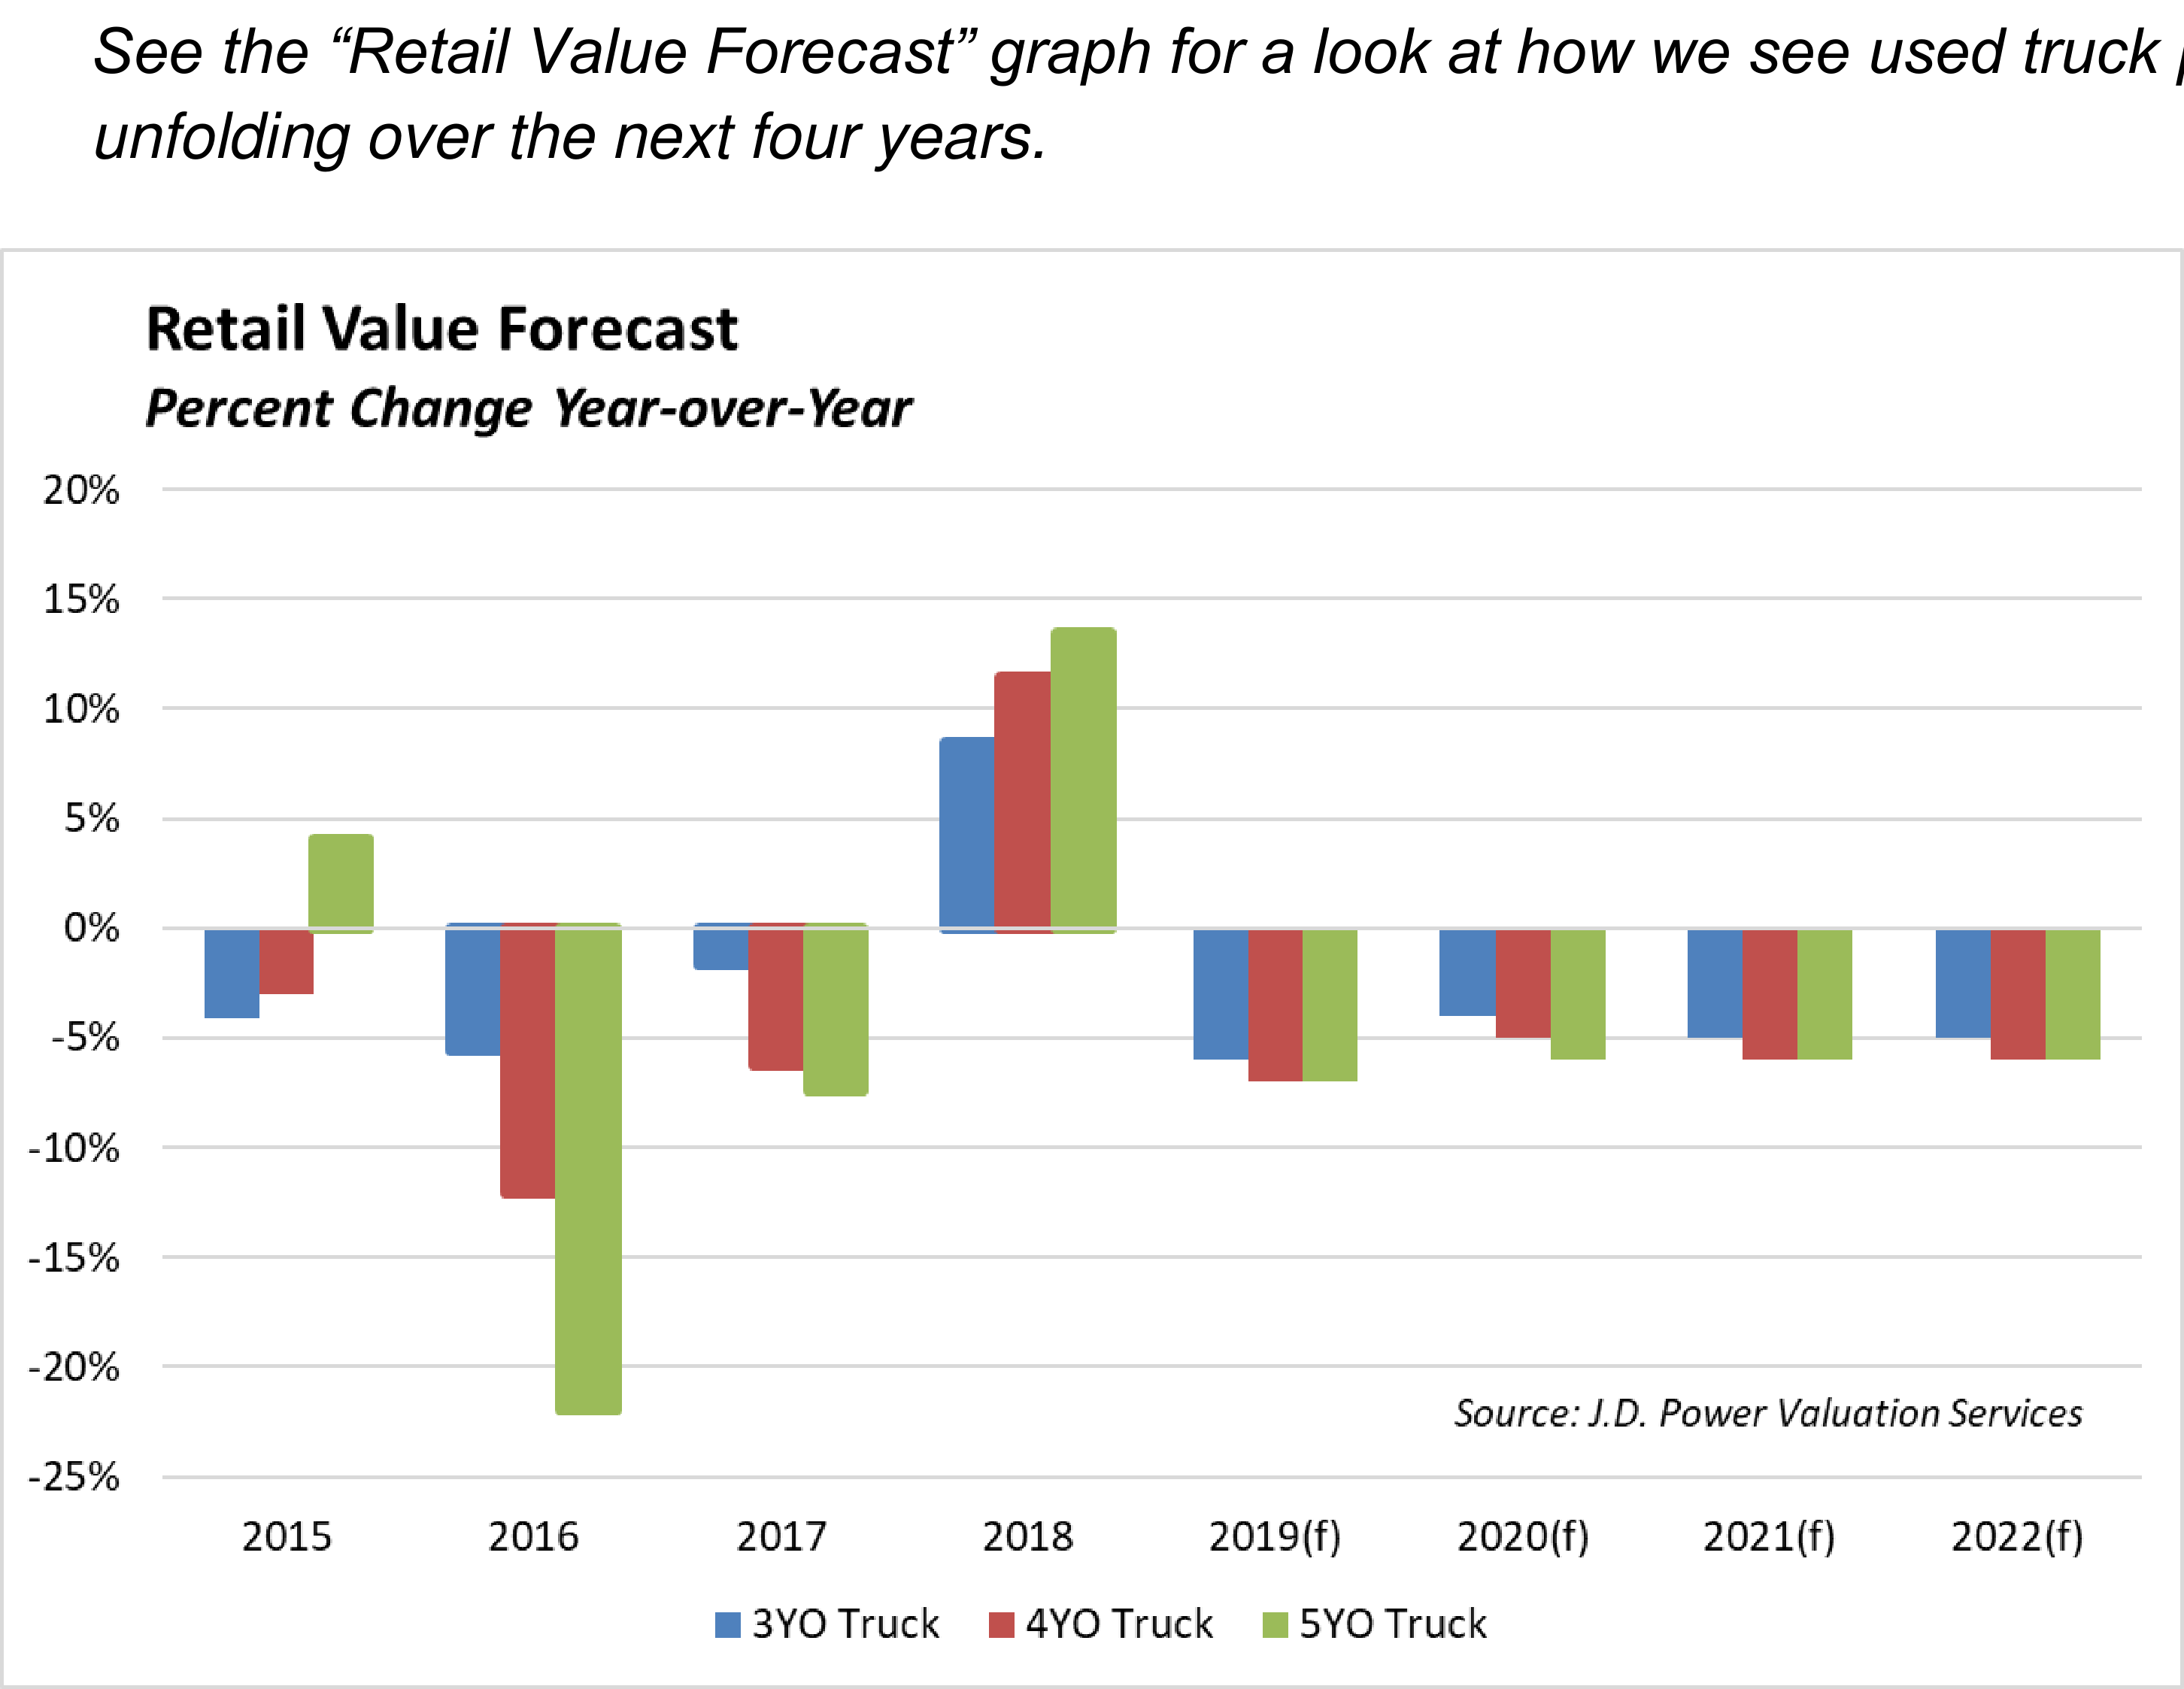 See the “Retail Value Forecast” graph for a look at how we see used truck
unfolding over the next four years.
Retail Value Forecast
Percent Change Year-over-Year
20%
15%
10%
5%
0%
-5%
-10%
-15%
-20%
-25%
Source: J.D. Power Valuation Services
2015 2016 2017 2018 2019(f) 2020(f) 2021(f) 2022(f)
3YO Truck 4YO Truck 5YO Truck